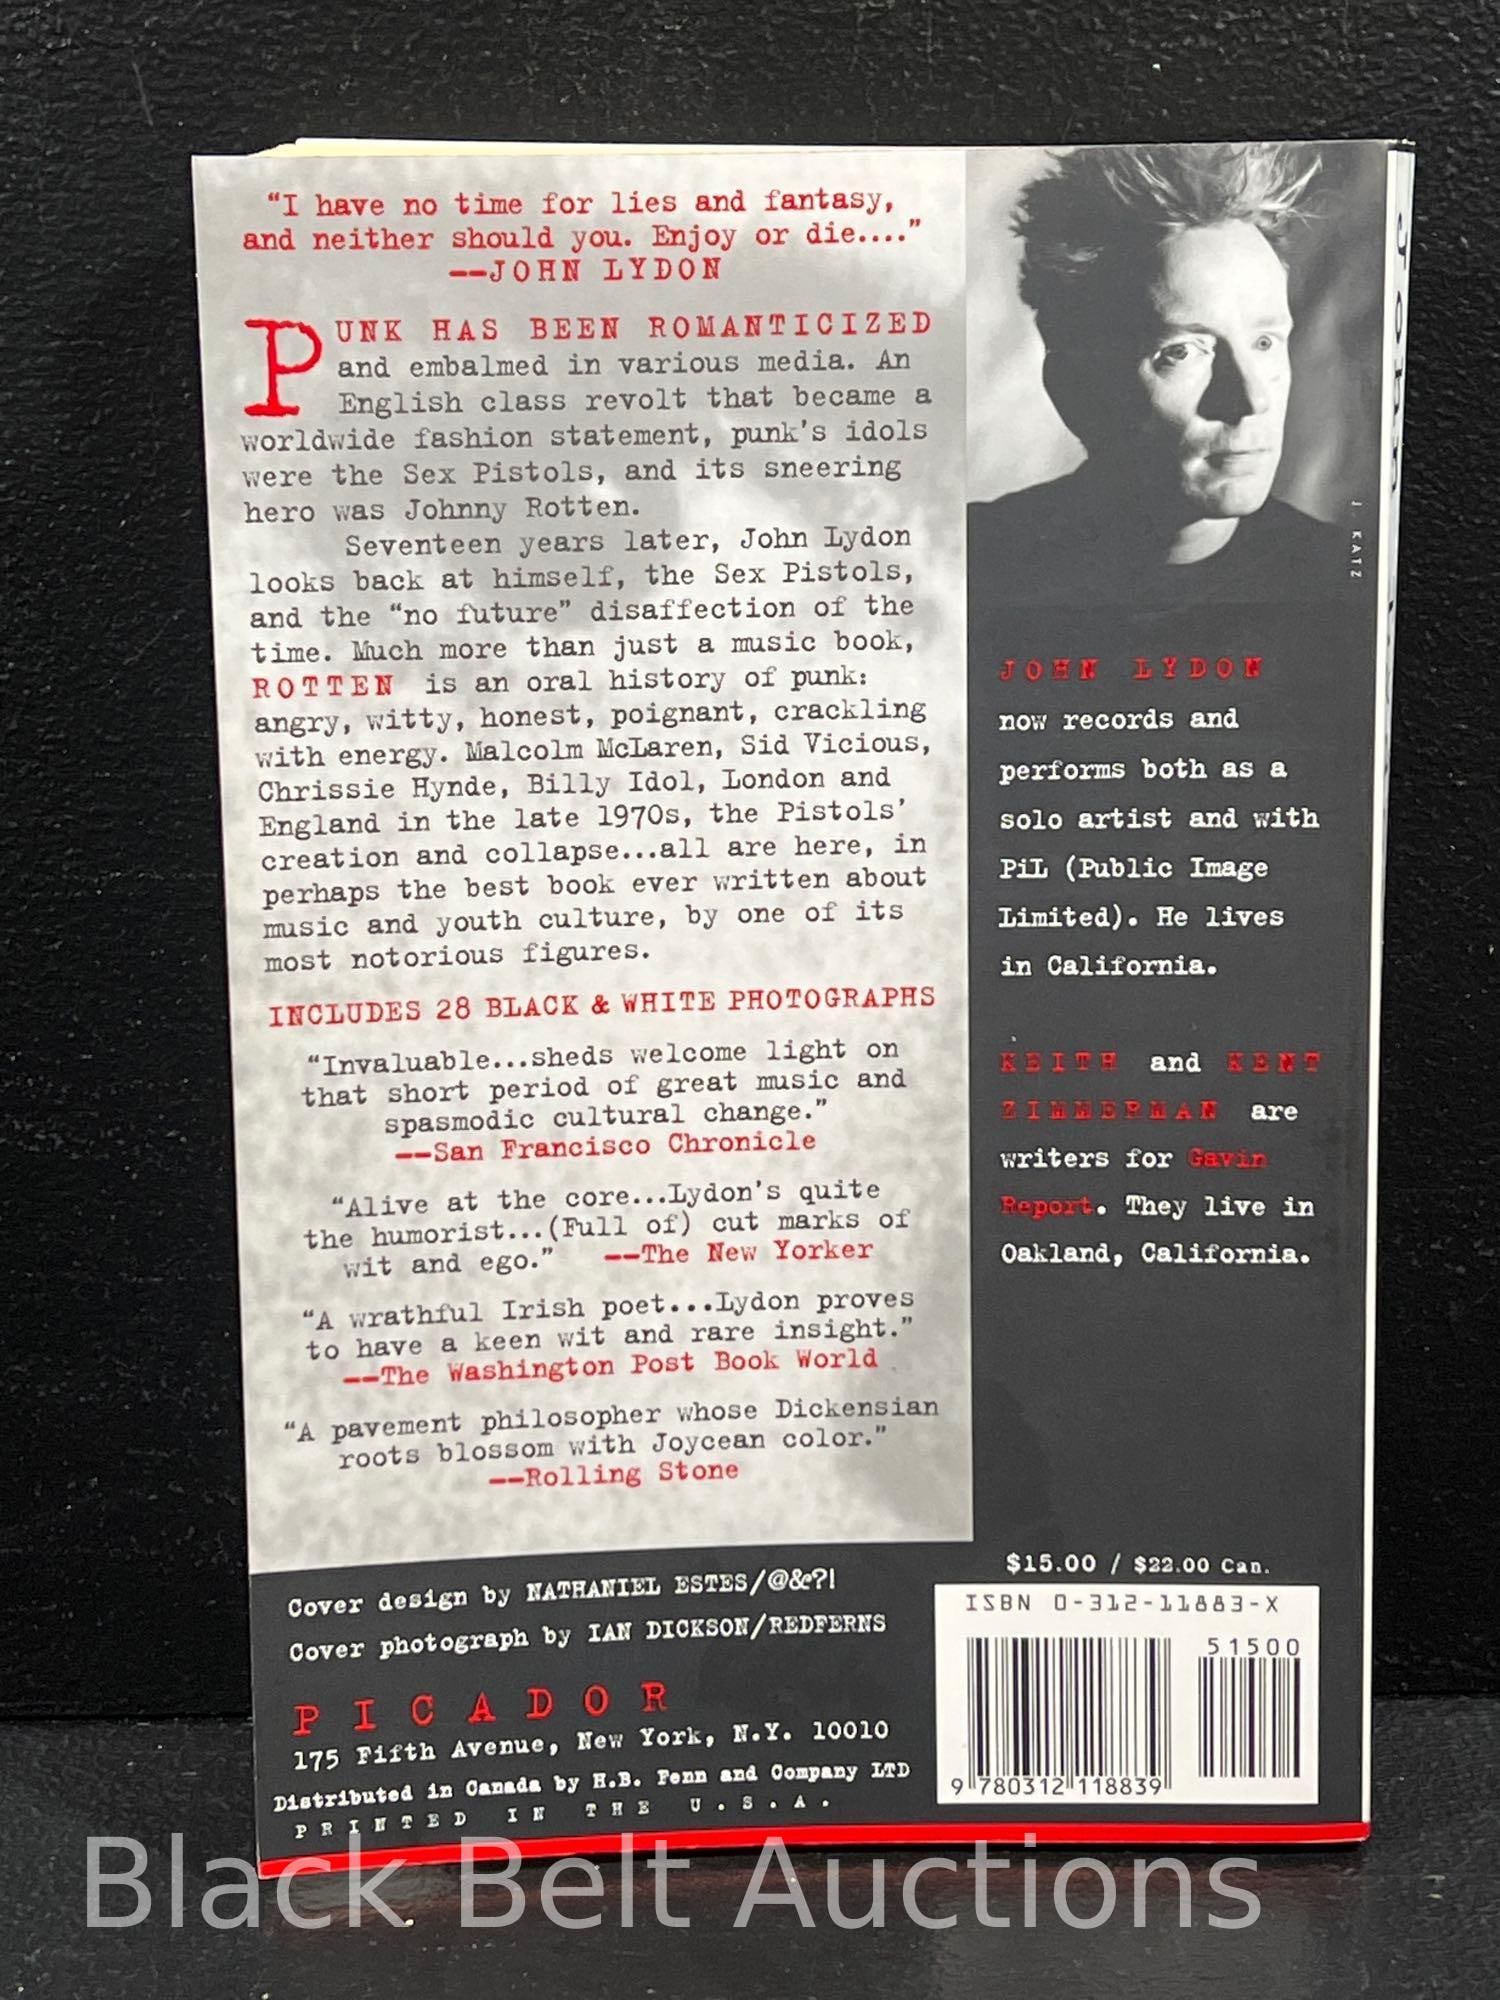 “I have no time for lies and fantasy,
and neither should you. Enjoy or die....”
--JOHN LYDON
PUNK HAS BEEN ROMANTICIZED
and embalmed in various media. An
English class revolt that became a
worldwide fashion statement, punk's idols
were the Sex Pistols, and its sneering
hero was Johnny Rotten.
Seventeen years later, John Lydon
looks back at himself, the Sex Pistols,
and the “no future” disaffection of the
time. Much more than just a music book,
ROTTEN is an oral history of punk:
angry, witty, honest, poignant, crackling
with energy. Malcolm McLaren, Sid Vicious,
Chrissie Hynde, Billy Idol, London and
England in the late 1970s, the Pistols'
creation and collapse...all are here, in
perhaps the best book ever written about
music and youth culture, by one of its
most notorious figures.
INCLUDES 28 BLACK & WHITE PHOTOGRAPHS
“Invaluable...sheds welcome light on
that short period of great music and
spasmodic cultural change.”
--San Francisco Chronicle
“Alive at the core...Lydon's quite
the humorist...(Full of) cut marks of
wit and ego.” --The New Yorker
“A wrathful Irish poet...Lydon proves
to have a keen wit and rare insight.”
--The Washington Post Book World
“A pavement philosopher whose Dickensian
roots blossom with Joycean color.”
--Rolling Stone
J KATZ
JOHN LYDON
now records and
performs both as a
solo artist and with
PiL (Public Image
Limited). He lives
in California.
KEITH and KENT
ZIMMERMAN are
writers for Gavin
Report. They live in
Oakland, California.
Cover design by NATHANIEL ESTES/@&?!
Cover photograph by IAN DICKSON/REDFERNS
PICADOR
175 Fifth Avenue, New York, N.Y. 10010
Distributed in Canada by H.B. Fenn and Company LTD
PRINTED IN THE U.S.A.
$15.00 / $22.00 Can.
ISBN 0-312-11883-X
51500
9 780312 118839
Black Belt Auctions